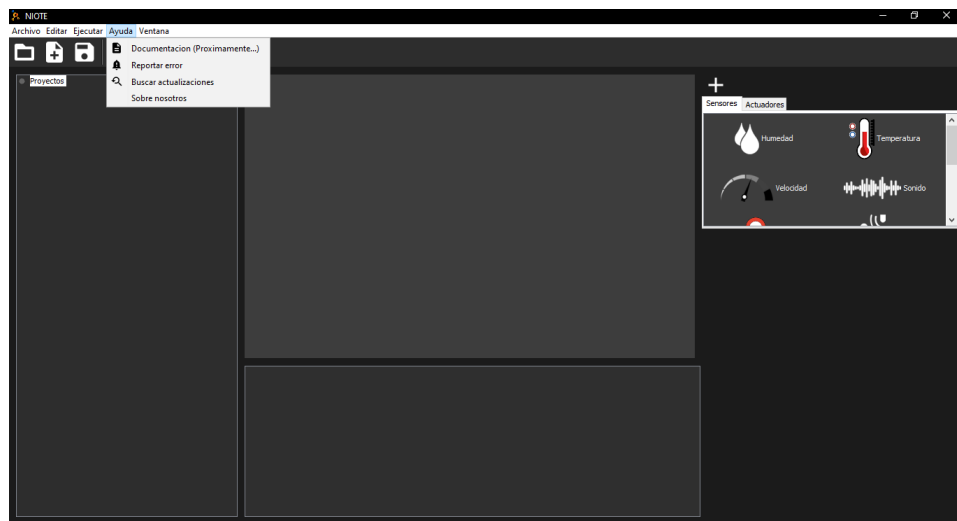 NIOTE
Archivo Editar Ejecutar Ayuda Ventana
Documentacion (Proximamente...)
Reportar error
Buscar actualizaciones
Sobre nosotros
Proyectos
Sensores Actuadores
Humedad Temperatura
Velocidad Sonido